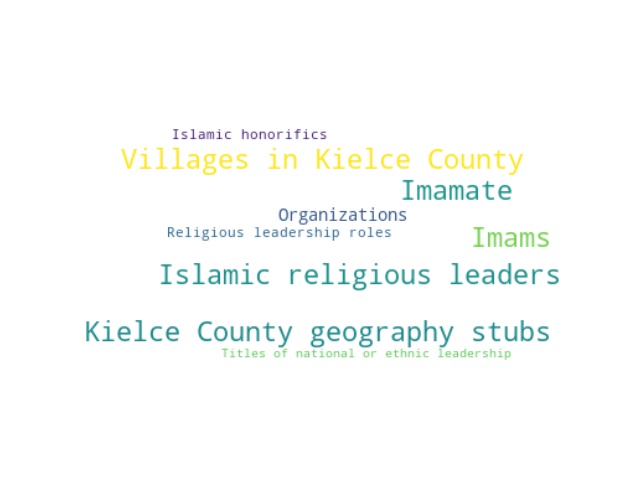 Islamic honorifics
Villages in Kielce County
Imamate
Organizations
Religious leadership roles
Imams
Islamic religious leaders
Kielce County geography stubs
Titles of national or ethnic leadership